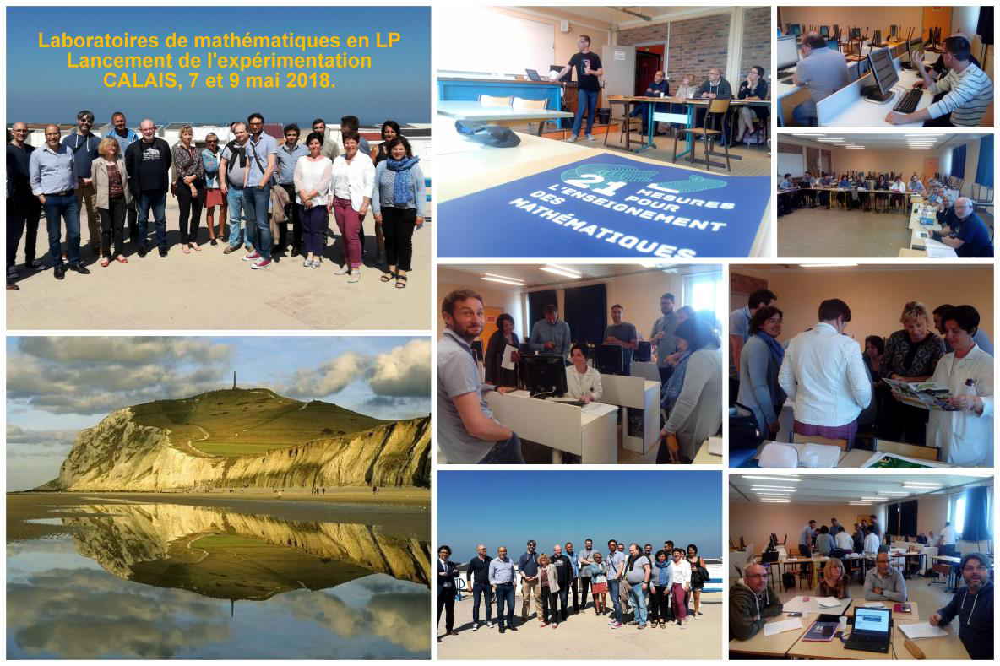 Laboratoires de mathématiques en LP
Lancement de l'expérimentation
CALAIS, 7 et 9 mai 2018.
21 MESURES
POUR
L'ENSEIGNEMENT
DES
MATHÉMATIQUES